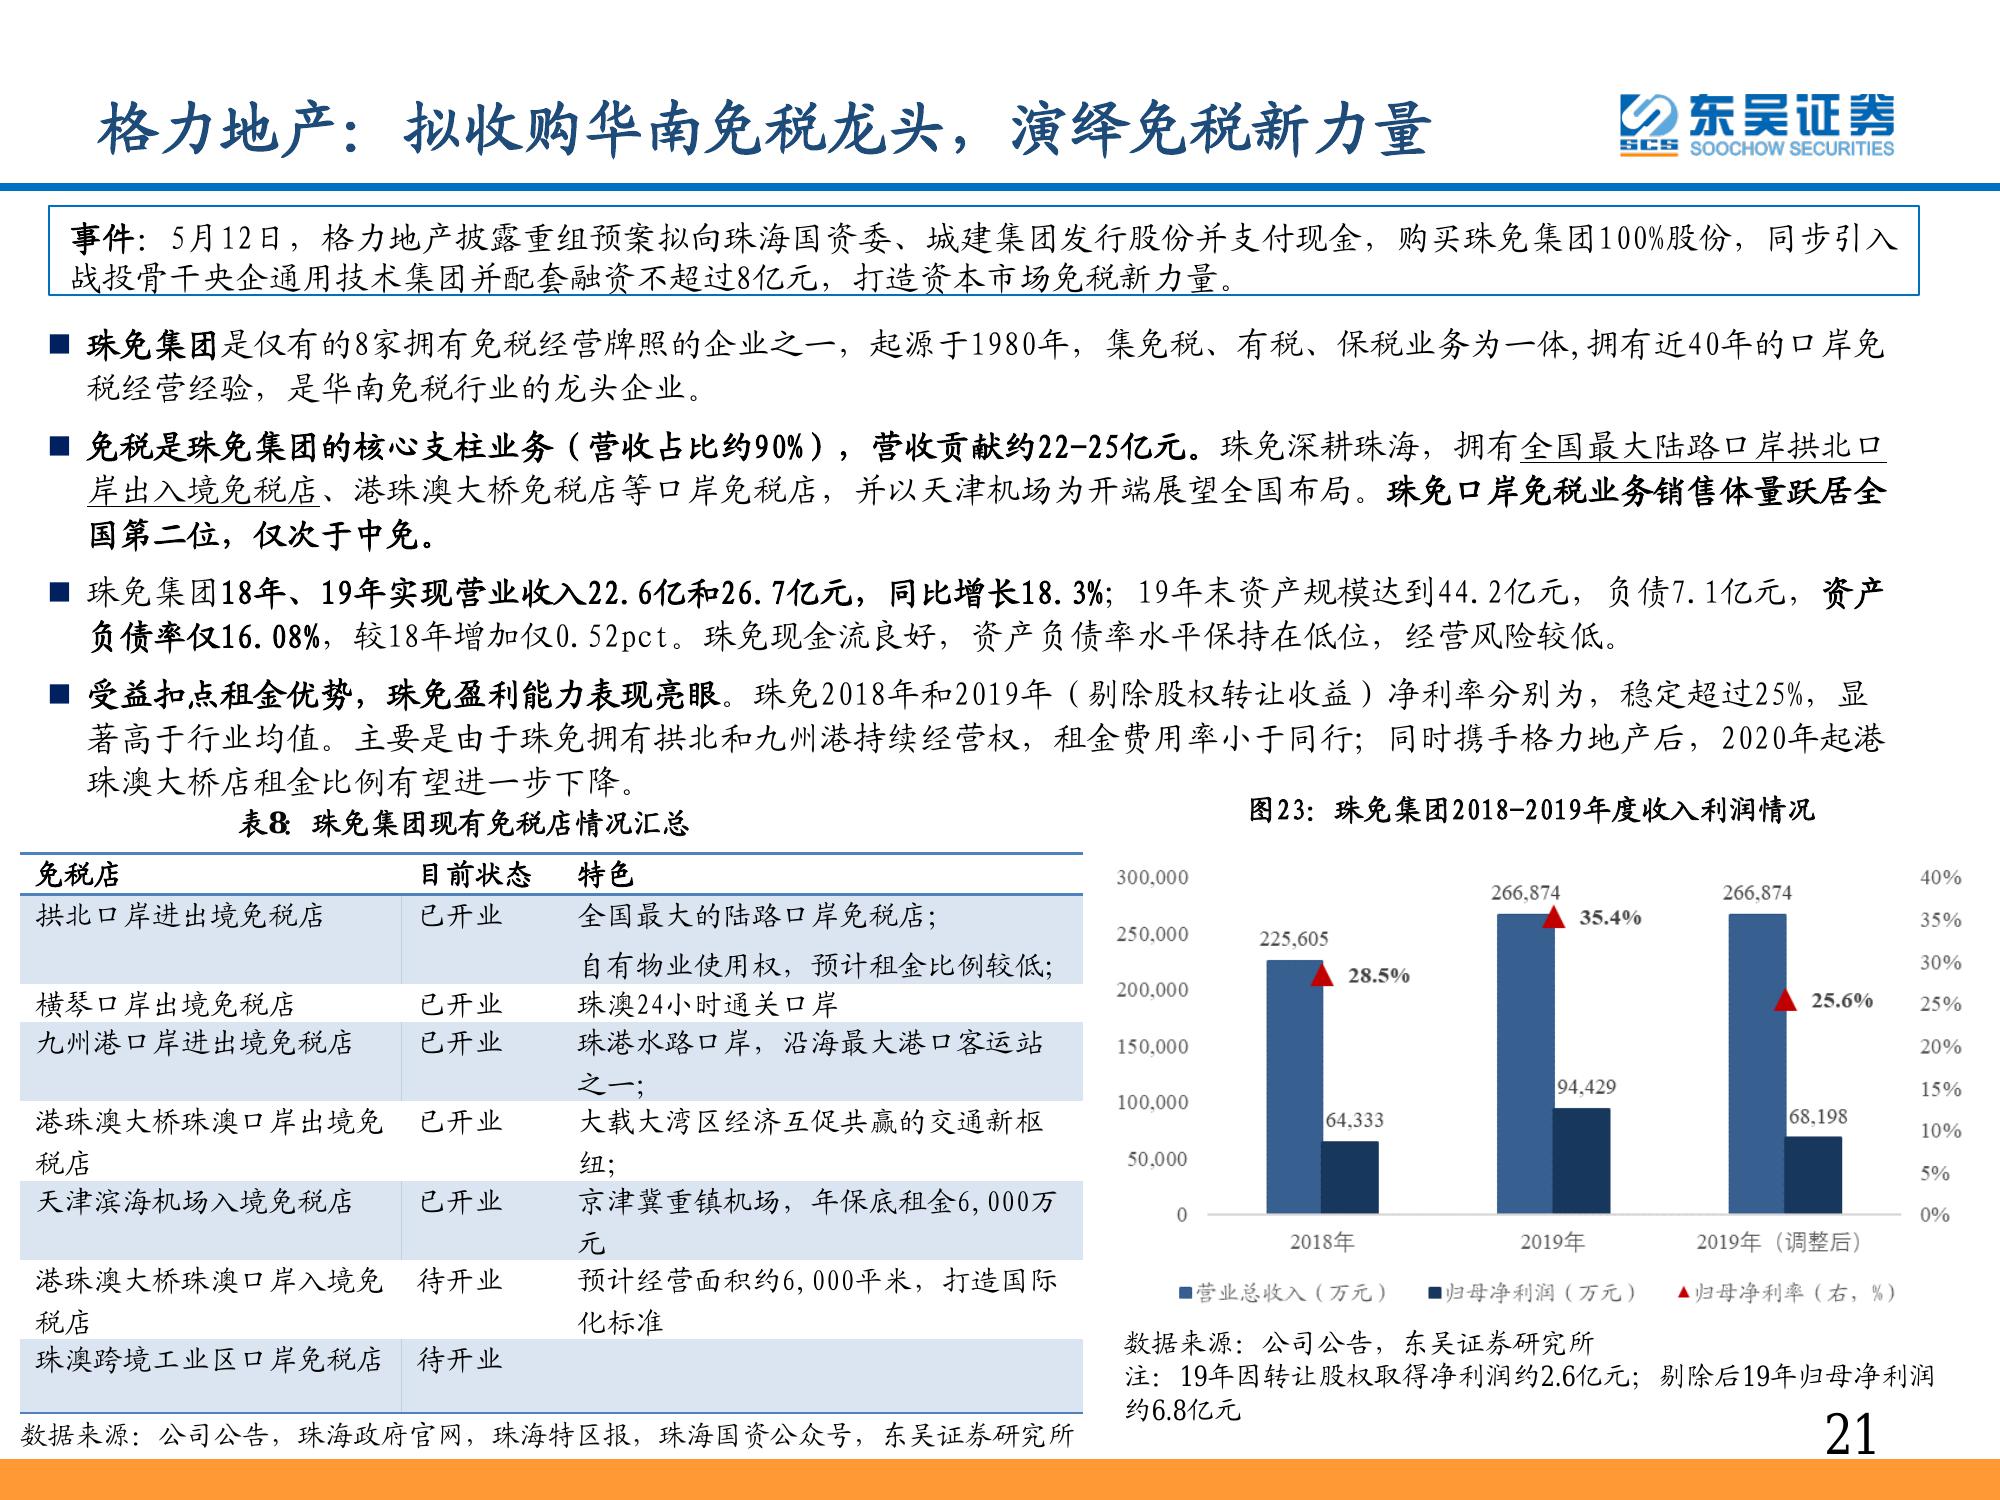 格力地产：拟收购华南免税龙头，演绎免税新力量
东吴证券
SCS SOOCHOW SECURITIES
事件：5月12日，格力地产披露重组预案拟向珠海国资委、城建集团发行股份并支付现金，购买珠免集团100%股份，同步引入
战投骨干央企通用技术集团并配套融资不超过8亿元，打造资本市场免税新力量。
■ 珠免集团是仅有的8家拥有免税经营牌照的企业之一，起源于1980年，集免税、有税、保税业务为一体,拥有近40年的口岸免
税经营经验，是华南免税行业的龙头企业。
■ 免税是珠免集团的核心支柱业务（营收占比约90%），营收贡献约22-25亿元。珠免深耕珠海，拥有全国最大陆路口岸拱北口
岸出入境免税店、港珠澳大桥免税店等口岸免税店，并以天津机场为开端展望全国布局。珠免口岸免税业务销售体量跃居全
国第二位，仅次于中免。
■ 珠免集团18年、19年实现营业收入22.6亿和26.7亿元，同比增长18.3%；19年末资产规模达到44.2亿元，负债7.1亿元，资产
负债率仅16.08%，较18年增加仅0.52pct。珠免现金流良好，资产负债率水平保持在低位，经营风险较低。
■ 受益扣点租金优势，珠免盈利能力表现亮眼。珠免2018年和2019年（剔除股权转让收益）净利率分别为，稳定超过25%，显
著高于行业均值。主要是由于珠免拥有拱北和九州港持续经营权，租金费用率小于同行；同时携手格力地产后，2020年起港
珠澳大桥店租金比例有望进一步下降。
表8：珠免集团现有免税店情况汇总
免税店 目前状态 特色
拱北口岸进出境免税店 已开业 全国最大的陆路口岸免税店；
自有物业使用权，预计租金比例较低；
横琴口岸出境免税店 已开业 珠澳24小时通关口岸
九州港口岸进出境免税店 已开业 珠港水路口岸，沿海最大港口客运站
之一；
港珠澳大桥珠澳口岸出境免 已开业 大载大湾区经济互促共赢的交通新枢
税店 纽；
天津滨海机场入境免税店 已开业 京津冀重镇机场，年保底租金6,000万
元
港珠澳大桥珠澳口岸入境免 待开业 预计经营面积约6,000平米，打造国际
税店 化标准
珠澳跨境工业区口岸免税店 待开业
数据来源：公司公告，珠海政府官网，珠海特区报，珠海国资公众号，东吴证券研究所
图23：珠免集团2018-2019年度收入利润情况
300,000 266,874 266,874 40%
35.4% 35%
250,000 225,605
28.5% 30%
200,000 25.6% 25%
150,000 20%
94,429 15%
100,000 64,333 68,198 10%
50,000 5%
0 0%
2018年 2019年 2019年（调整后）
■营业总收入（万元） ■归母净利润（万元） ▲归母净利率（右，%）
数据来源：公司公告，东吴证券研究所
注：19年因转让股权取得净利润约2.6亿元；剔除后19年归母净利润
约6.8亿元
21